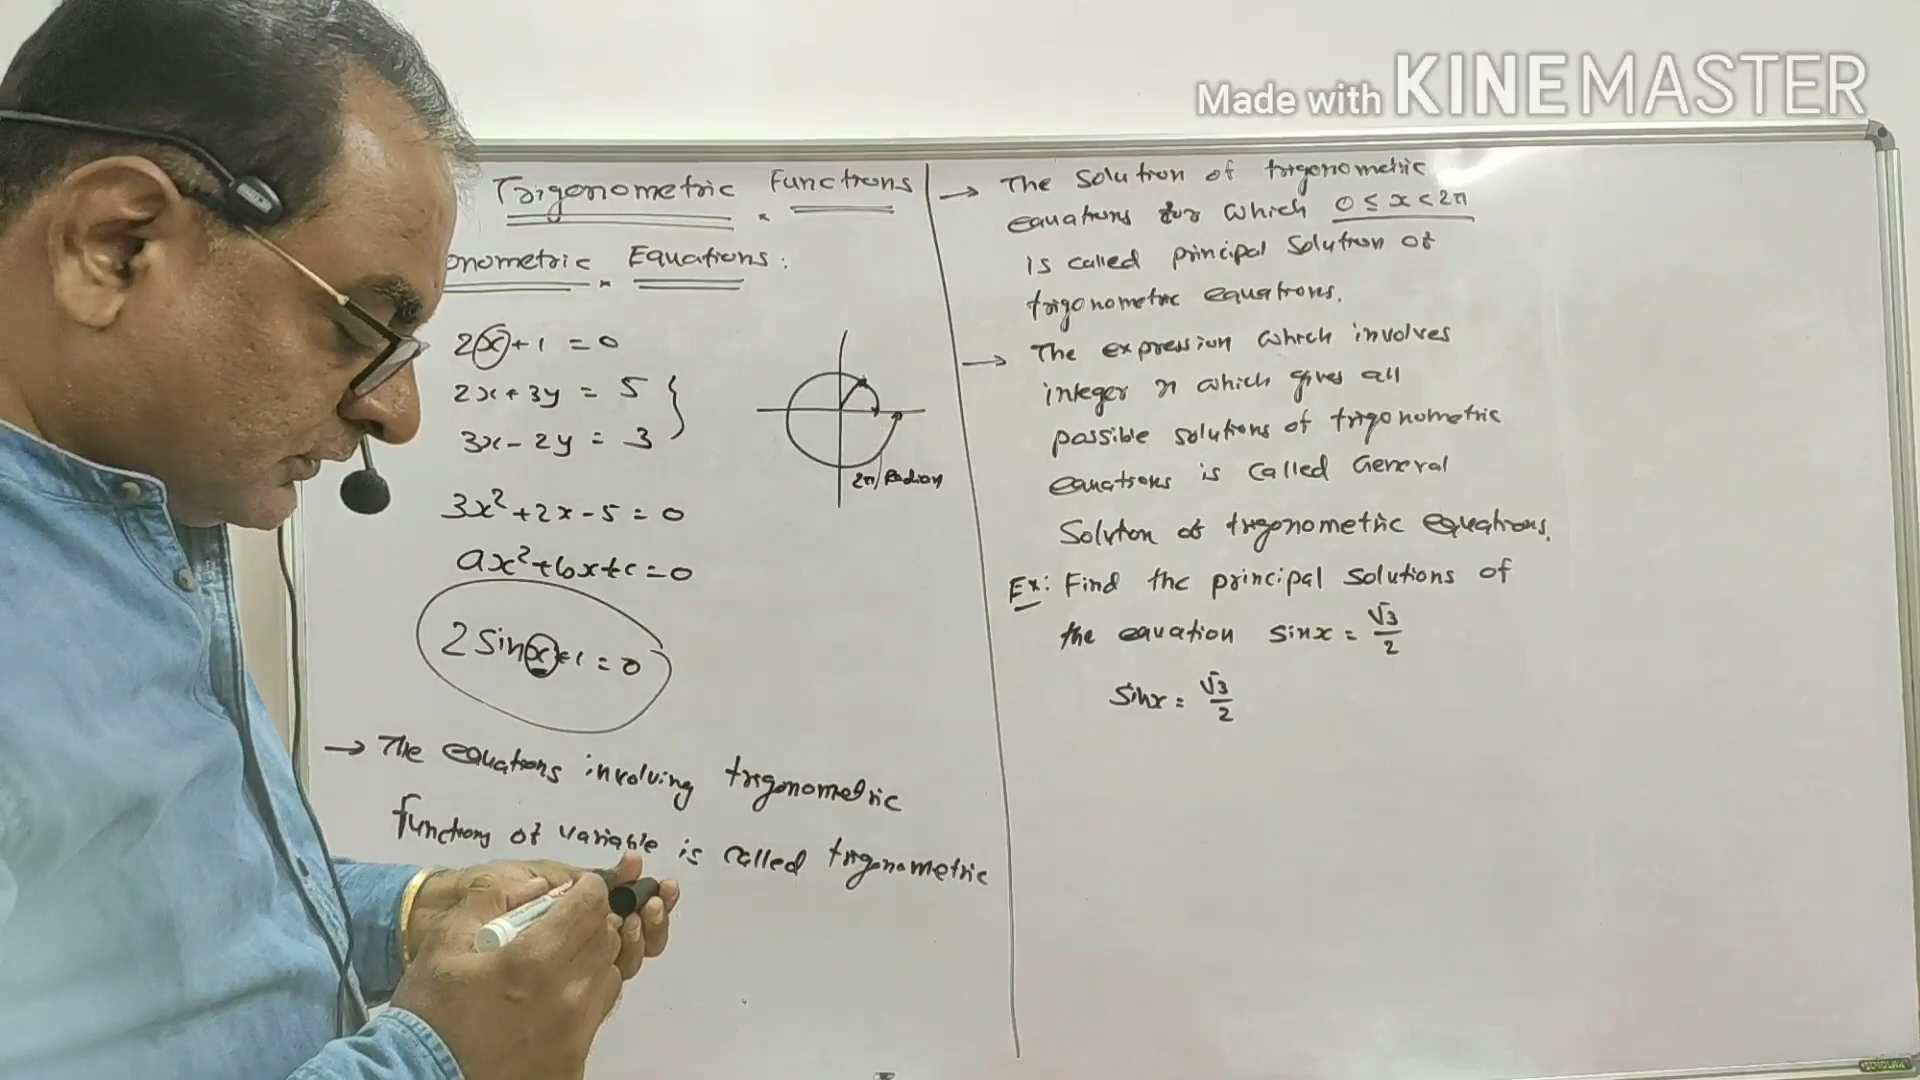 Made with KINEMASTER
Trigonometric Functions
onometric Equations:
2x+1 = 0
2x+3y = 5
3x-2y = 3
2π/Radian
3x²+2x-5=0
ax²+bx+c=0
2sinx+1=0
→ The equations involving trigonometric
functions of variable is called trigonometric
→ The solution of trigonometric
equations for which 0 ≤ x < 2π
is called principal solution of
trigonometric equations.
→ The expression which involves
integer n which gives all
possible solutions of trigonometric
equations is called General
Solution of trigonometric equations.
Ex: Find the principal solutions of
the equation sinx = √3/2
sinx = √3/2